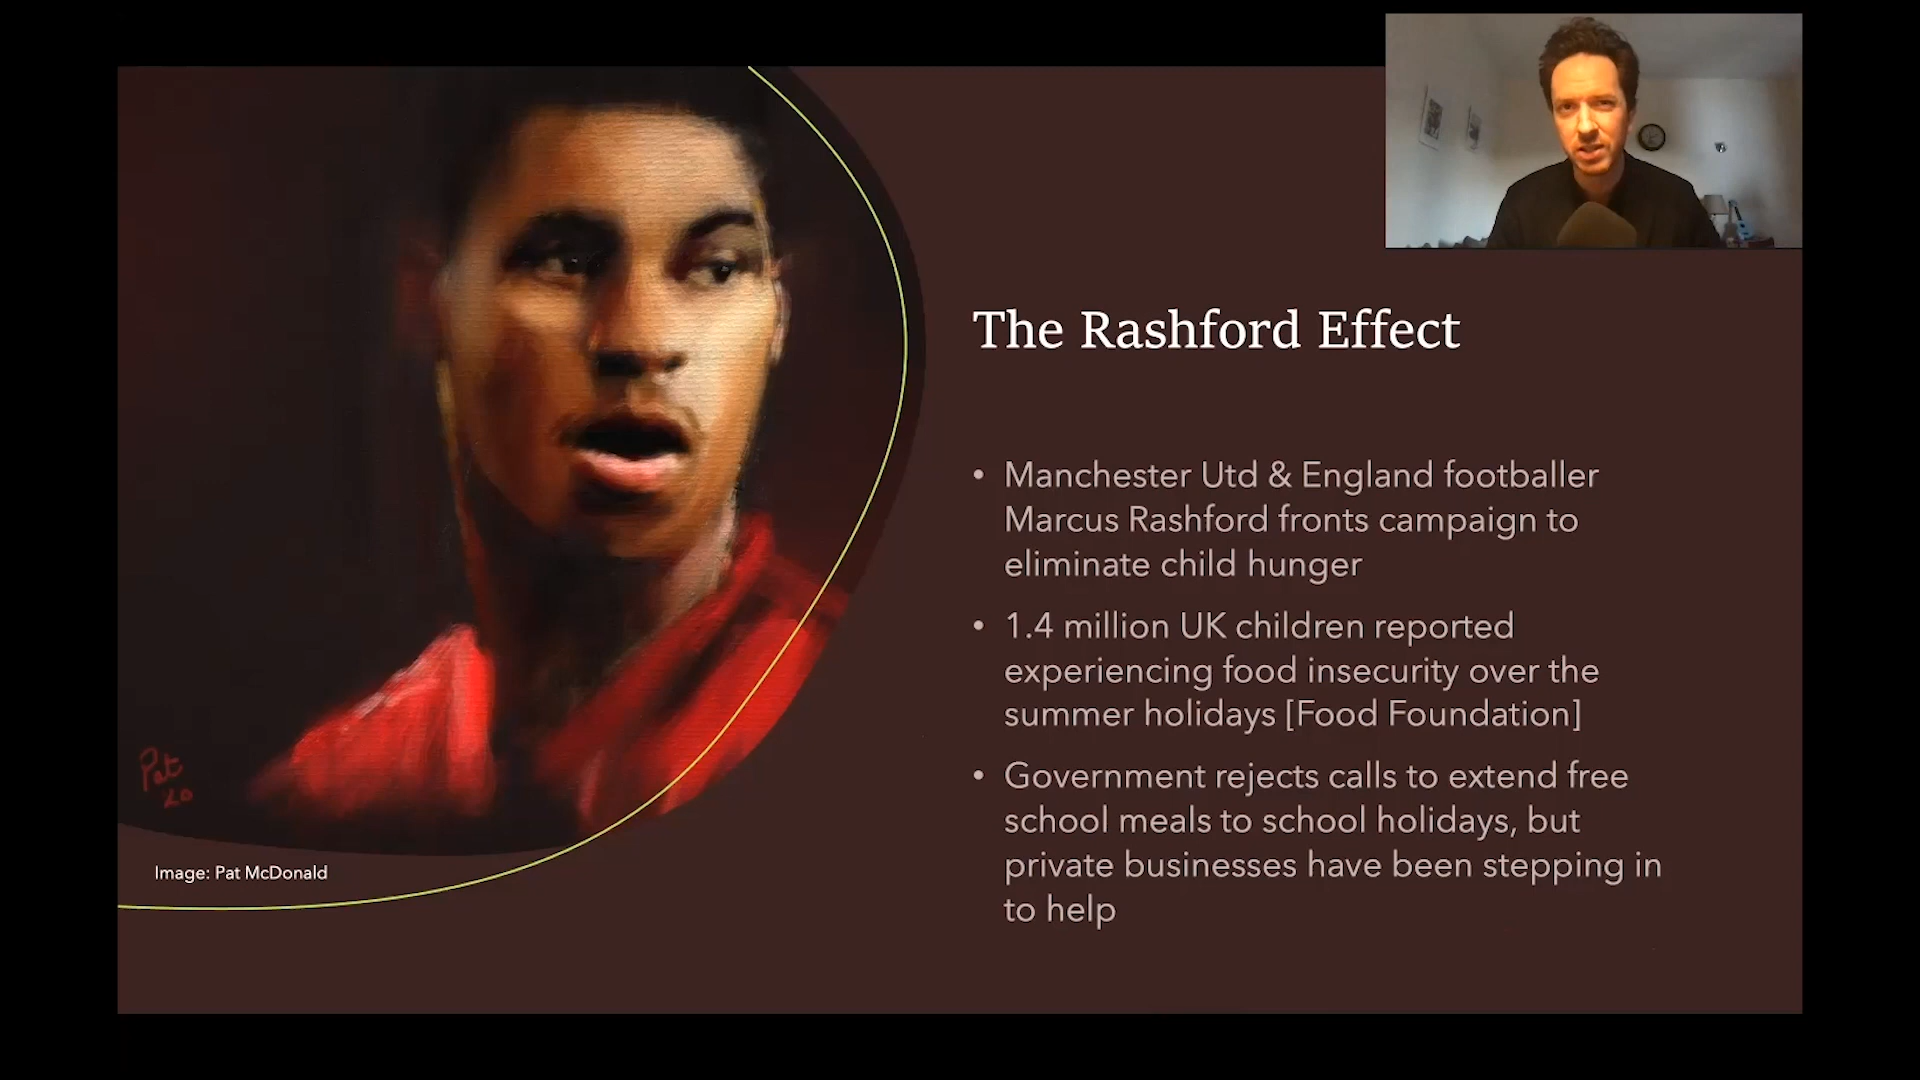 The Rashford Effect
• Manchester Utd & England footballer
Marcus Rashford fronts campaign to
eliminate child hunger
• 1.4 million UK children reported
experiencing food insecurity over the
summer holidays [Food Foundation]
• Government rejects calls to extend free
school meals to school holidays, but
private businesses have been stepping in
to help
Pat
20
Image: Pat McDonald